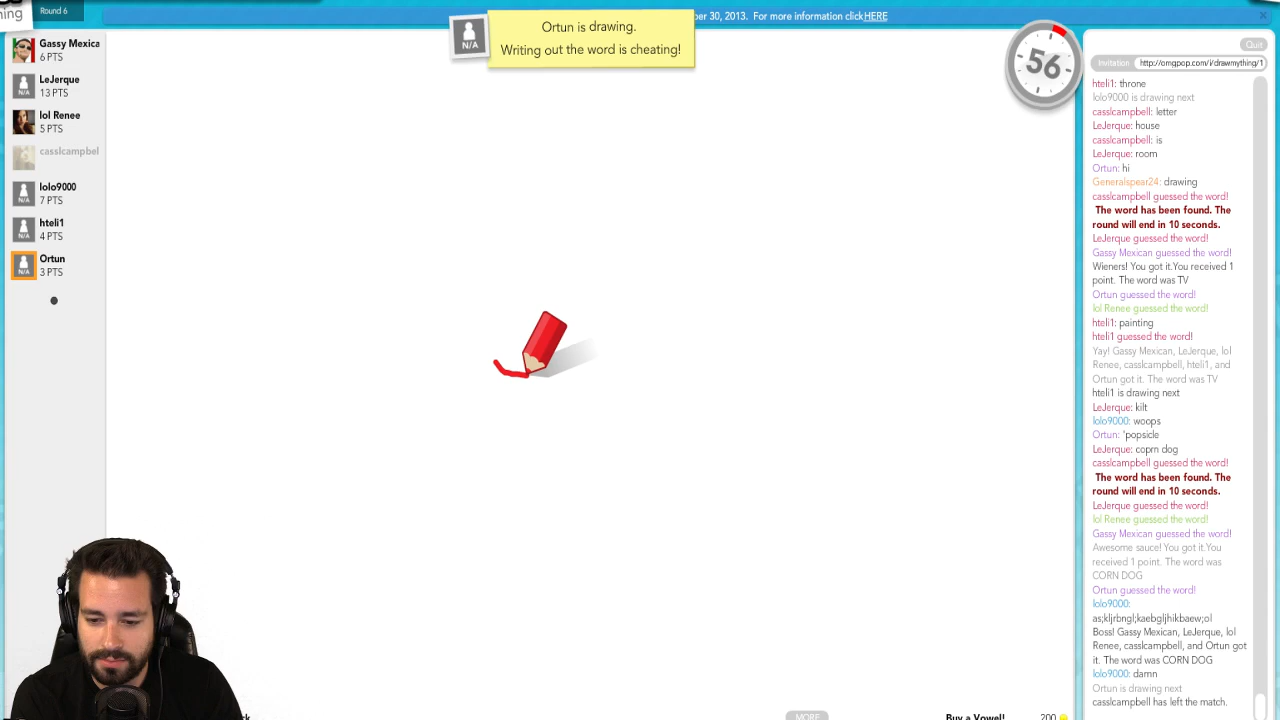 hing
Round 6
er 30, 2013. For more information click HERE
N/A
Ortun is drawing.
Writing out the word is cheating!
56
Quit
Invitation
http://omgpop.com/i/drawmything/1
Gassy Mexica
6 PTS
N/A
LeJerque
13 PTS
lol Renee
5 PTS
casslcampbel
N/A
lolo9000
7 PTS
N/A
hteli1
4 PTS
N/A
Ortun
3 PTS
hteli1: throne
lolo9000 is drawing next
casslcampbell: letter
LeJerque: house
casslcampbell: is
LeJerque: room
Ortun: hi
Generalspear24: drawing
casslcampbell guessed the word!
The word has been found. The
round will end in 10 seconds.
LeJerque guessed the word!
Gassy Mexican guessed the word!
Wieners! You got it.You received 1
point. The word was TV
Ortun guessed the word!
lol Renee guessed the word!
hteli1: painting
hteli1 guessed the word!
Yay! Gassy Mexican, LeJerque, lol
Renee, casslcampbell, hteli1, and
Ortun got it. The word was TV
hteli1 is drawing next
LeJerque: kilt
lolo9000: woops
Ortun: 'popsicle
LeJerque: coprn dog
casslcampbell guessed the word!
The word has been found. The
round will end in 10 seconds.
LeJerque guessed the word!
lol Renee guessed the word!
Gassy Mexican guessed the word!
Awesome sauce! You got it.You
received 1 point. The word was
CORN DOG
Ortun guessed the word!
lolo9000:
as;kljrbngl;kaebgljhikbaew;ol
Boss! Gassy Mexican, LeJerque, lol
Renee, casslcampbell, and Ortun got
it. The word was CORN DOG
lolo9000: damn
Ortun is drawing next
casslcampbell has left the match.
ck
MORE
Buy a Vowel!
200